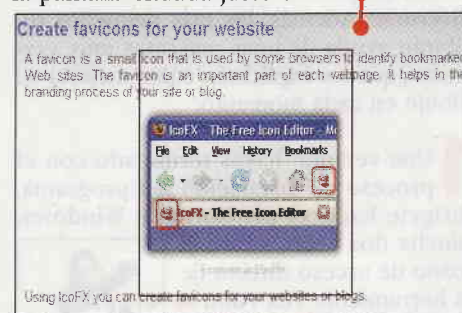 Create favicons for your website
A favicon is a small icon that is used by some browsers to identify bookmarked
Web sites. The favicon is an important part of each webpage. It helps in the
branding process of your site or blog.
IcoFX - The Free Icon Editor - Mo
File Edit View History Bookmarks
IcoFX - The Free Icon Editor
Using IcoFX you can create favicons for your websites or blogs.